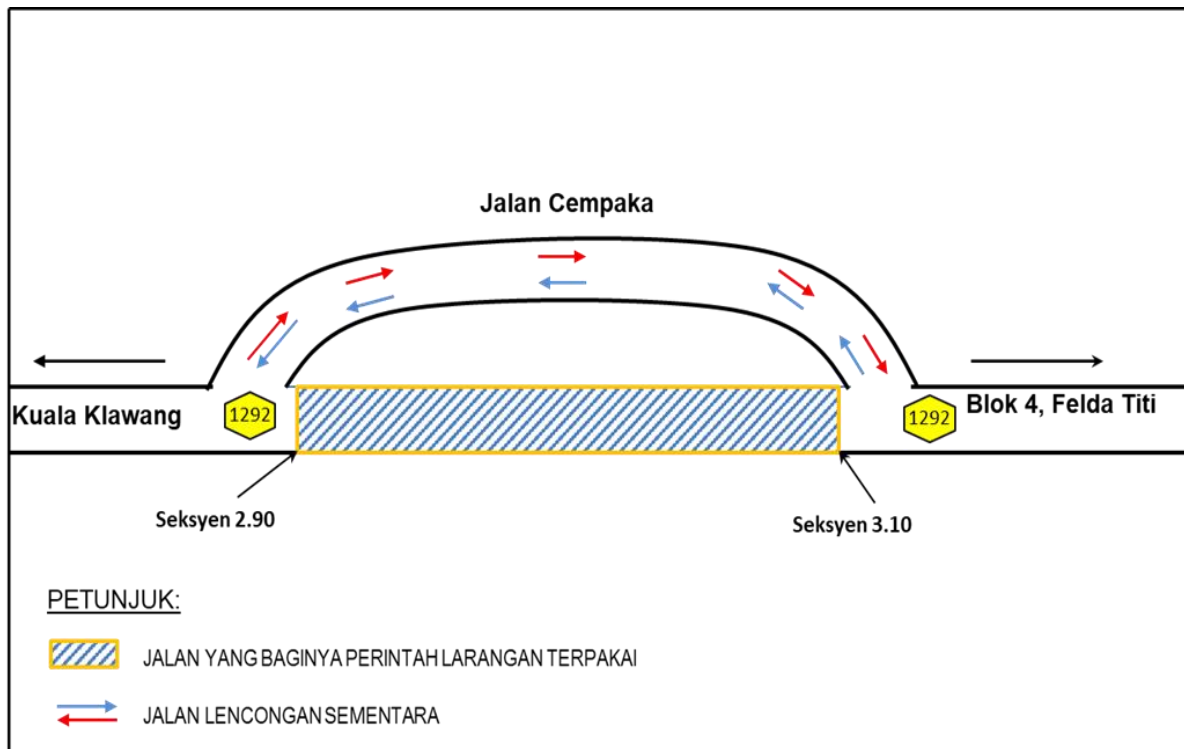 Jalan Cempaka
Kuala Klawang
1292
1292
Blok 4, Felda Titi
Seksyen 2.90
Seksyen 3.10
PETUNJUK:
JALAN YANG BAGINYA PERINTAH LARANGAN TERPAKAI
JALAN LENCONGAN SEMENTARA